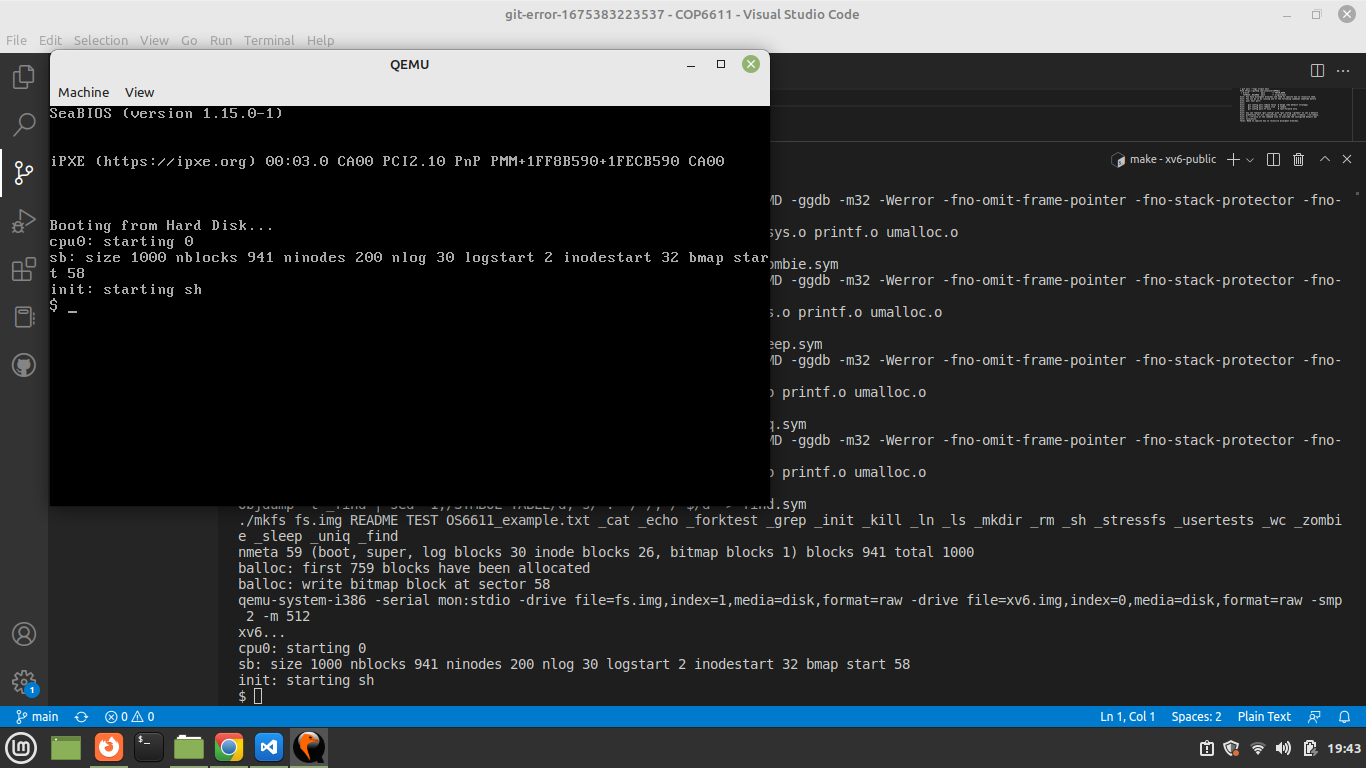 git-error-1675383223537 - COP6611 - Visual Studio Code
File Edit Selection View Go Run Terminal Help
QEMU
Machine View
SeaBIOS (version 1.15.0-1)
iPXE (https://ipxe.org) 00:03.0 CA00 PCI2.10 PnP PMM+1FF8B590+1FECB590 CA00
Booting from Hard Disk...
cpu0: starting 0
sb: size 1000 nblocks 941 ninodes 200 nlog 30 logstart 2 inodestart 32 bmap star
t 58
init: starting sh
$ _
make - xv6-public
MD -ggdb -m32 -Werror -fno-omit-frame-pointer -fno-stack-protector -fno-
sys.o printf.o umalloc.o
ombie.sym
MD -ggdb -m32 -Werror -fno-omit-frame-pointer -fno-stack-protector -fno-
s.o printf.o umalloc.o
eep.sym
MD -ggdb -m32 -Werror -fno-omit-frame-pointer -fno-stack-protector -fno-
o printf.o umalloc.o
q.sym
MD -ggdb -m32 -Werror -fno-omit-frame-pointer -fno-stack-protector -fno-
o printf.o umalloc.o
nd.sym
./mkfs fs.img README TEST OS6611_example.txt _cat _echo _forktest _grep _init _kill _ln _ls _mkdir _rm _sh _stressfs _usertests _wc _zombi
e _sleep _uniq _find
nmeta 59 (boot, super, log blocks 30 inode blocks 26, bitmap blocks 1) blocks 941 total 1000
balloc: first 759 blocks have been allocated
balloc: write bitmap block at sector 58
qemu-system-i386 -serial mon:stdio -drive file=fs.img,index=1,media=disk,format=raw -drive file=xv6.img,index=0,media=disk,format=raw -smp
2 -m 512
xv6...
cpu0: starting 0
sb: size 1000 nblocks 941 ninodes 200 nlog 30 logstart 2 inodestart 32 bmap start 58
init: starting sh
$
1
main 0 0 Ln 1, Col 1 Spaces: 2 Plain Text
19:43